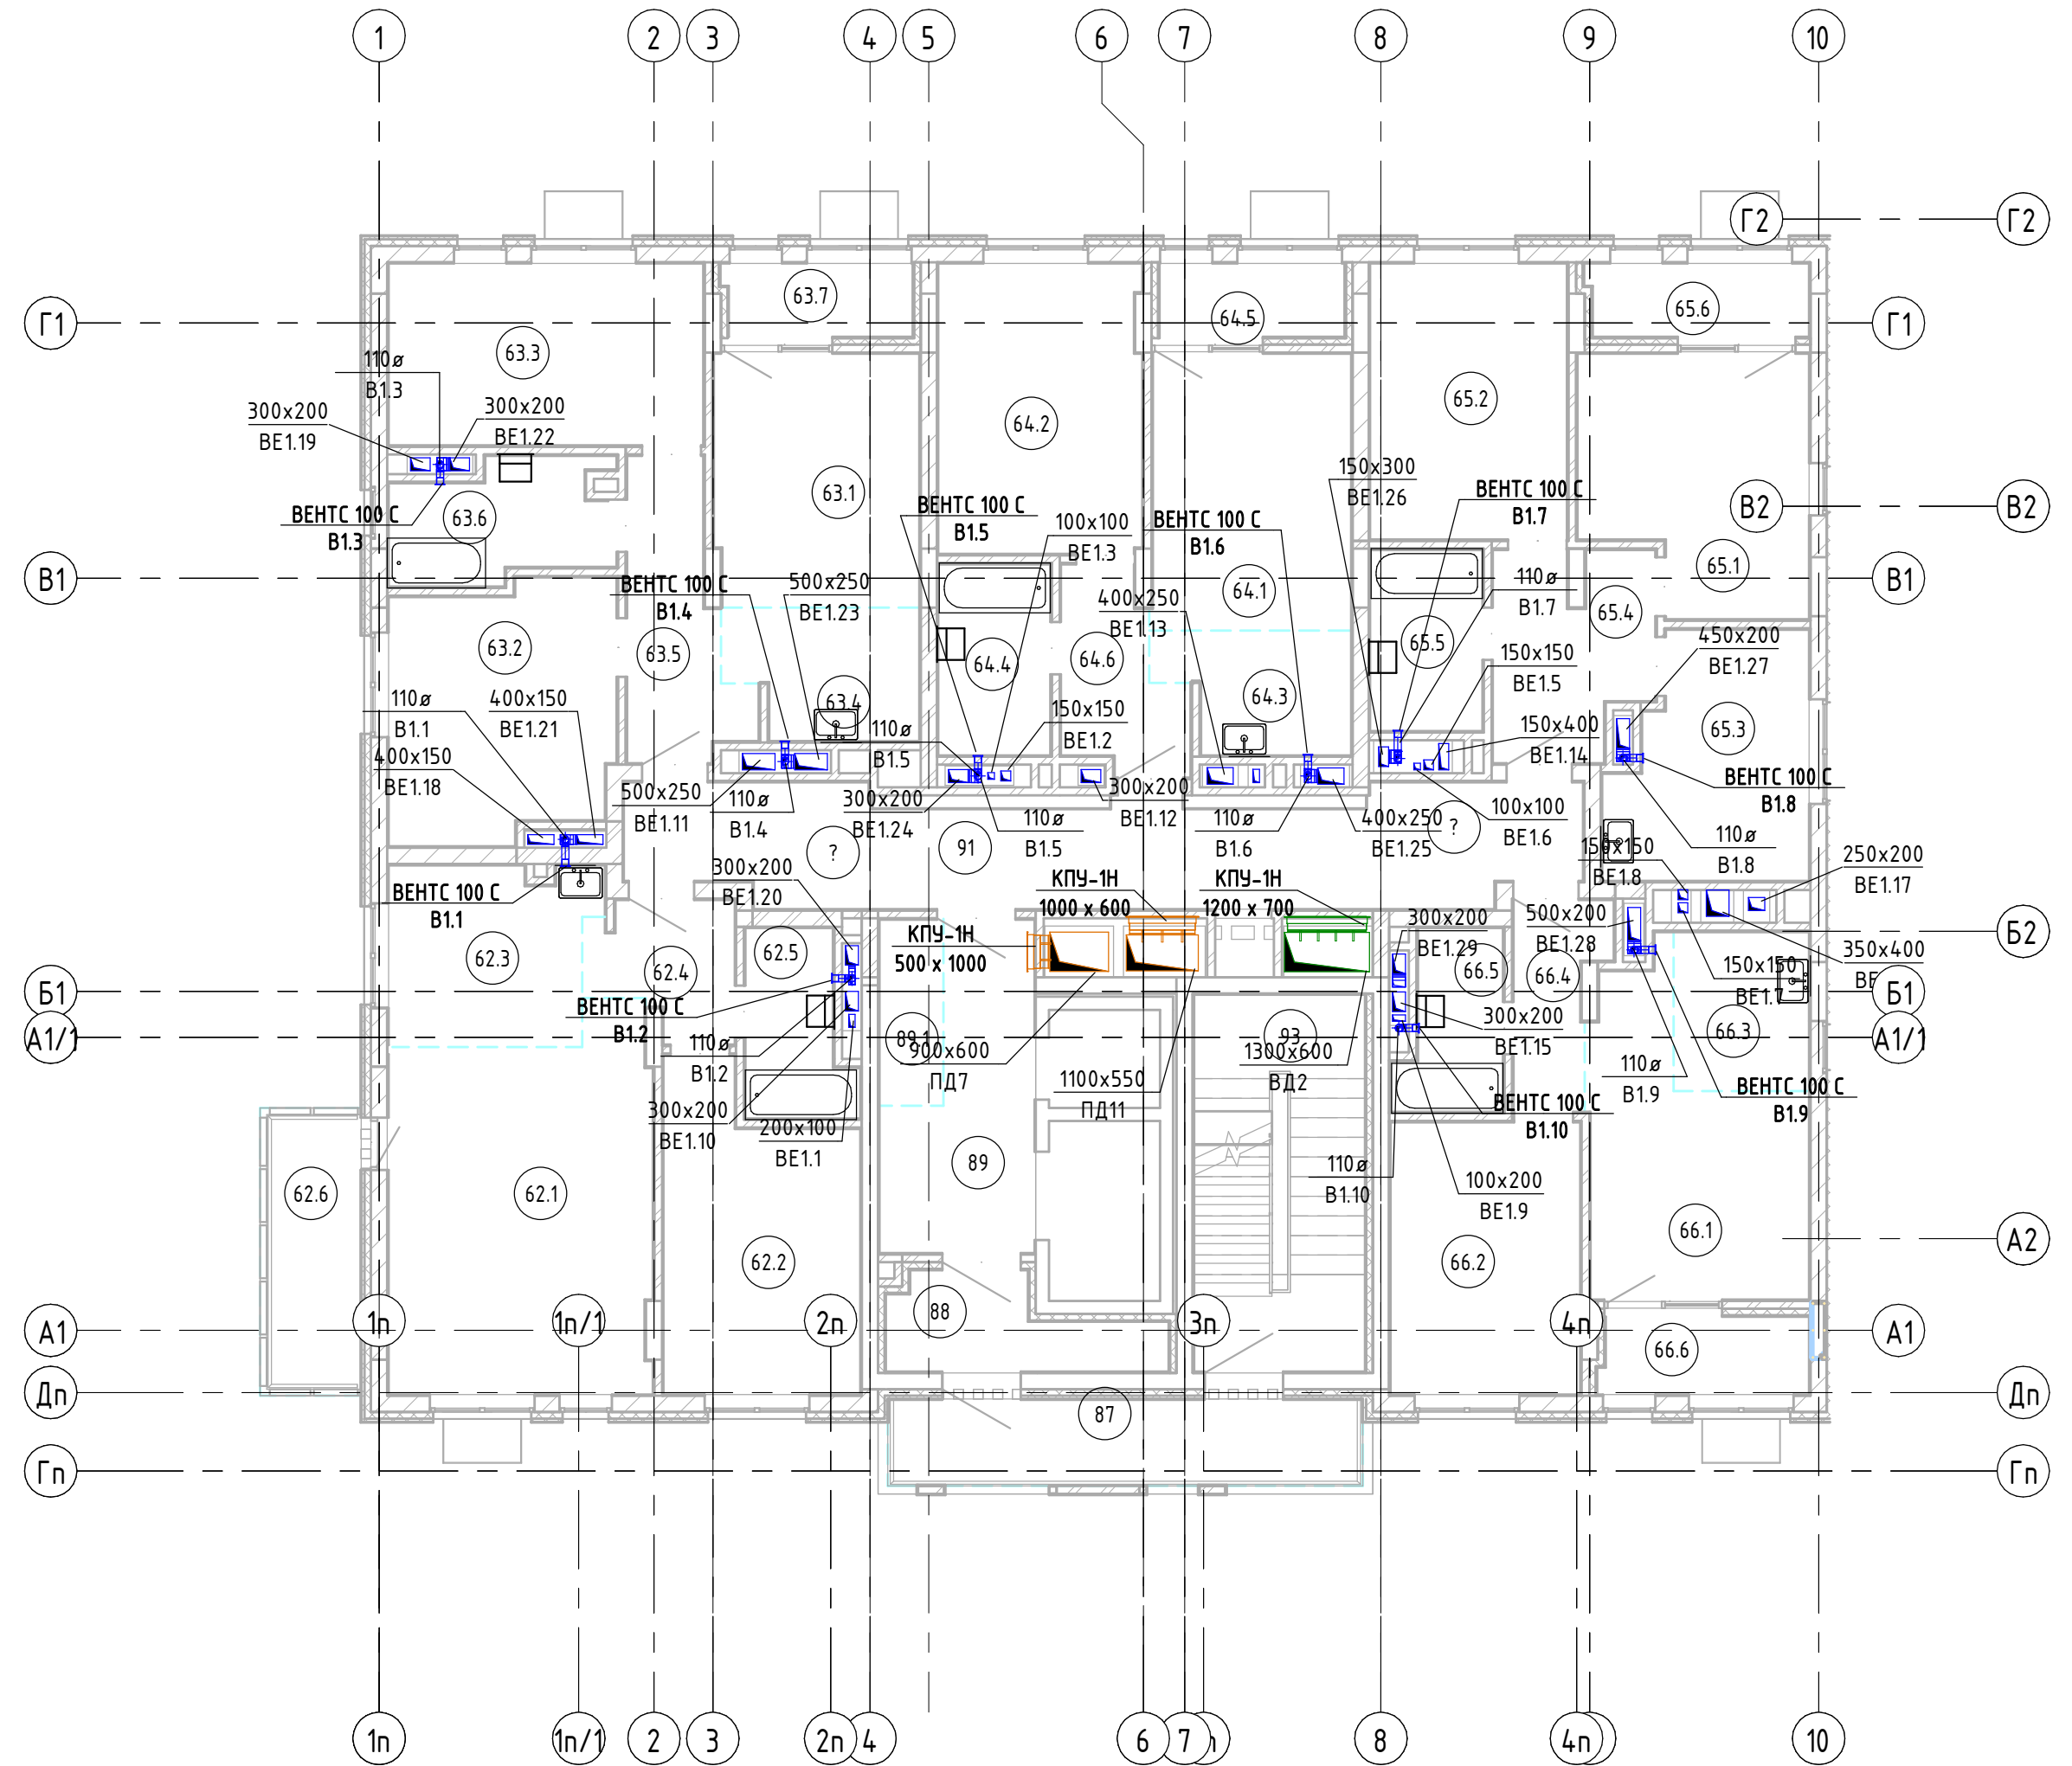 1
2
3
4
5
6
7
8
9
10
Г2
Г2
63.7
65.6
64.5
Г1
Г1
63.3
110ø
В1.3
300x200
ВЕ1.19
300x200
ВЕ1.22
64.2
65.2
150x300
ВЕ1.26
63.1
ВЕНТС 100 С
В1.7
В2
В2
ВЕНТС 100 С
В1.3
63.6
ВЕНТС 100 С
В1.5
100x100
ВЕ1.3
ВЕНТС 100 С
В1.6
65.1
В1
В1
ВЕНТС 100 С
В1.4
500x250
ВЕ1.23
64.1
400x250
ВЕ1.13
110ø
В1.7
65.4
63.2
63.5
64.4
64.6
65.5
450x200
ВЕ1.27
150x150
ВЕ1.5
110ø
В1.1
400x150
ВЕ1.21
63.4
64.3
150x150
ВЕ1.2
65.3
150x400
ВЕ1.14
400x150
ВЕ1.18
110ø
В1.5
ВЕНТС 100 С
В1.8
500x250
ВЕ1.11
110ø
В1.4
300x200
ВЕ1.24
300x200
ВЕ1.12
100x100
ВЕ1.6
110ø
В1.5
110ø
В1.6
400x250
ВЕ1.25
?
?
91
110ø
В1.8
150x150
ВЕ1.8
250x200
ВЕ1.17
300x200
ВЕ1.20
ВЕНТС 100 С
В1.1
КПУ-1Н
1000 x 600
КПУ-1Н
1200 x 700
КПУ-1Н
500 x 1000
300x200
ВЕ1.29
500x200
ВЕ1.28
Б2
350x400
ВЕ
62.3
62.4
62.5
66.5
66.4
150x150
ВЕ1.7
Б1
Б1
ВЕНТС 100 С
В1.2
300x200
ВЕ1.15
66.3
А1/1
А1/1
89.1
93
110ø
В1.2
900x600
ПД7
1100x550
ПД11
1300x600
ВД2
110ø
В1.9
ВЕНТС 100 С
В1.9
300x200
ВЕ1.10
200x100
ВЕ1.1
ВЕНТС 100 С
В1.10
110ø
В1.10
100x200
ВЕ1.9
62.6
62.1
89
66.1
А2
62.2
66.2
88
1п
1п/1
2п
3п
4п
А1
А1
66.6
Дп
Дп
87
Гп
Гп
1п
1п/1
2
3
2п
4
6
7
8
4п
10